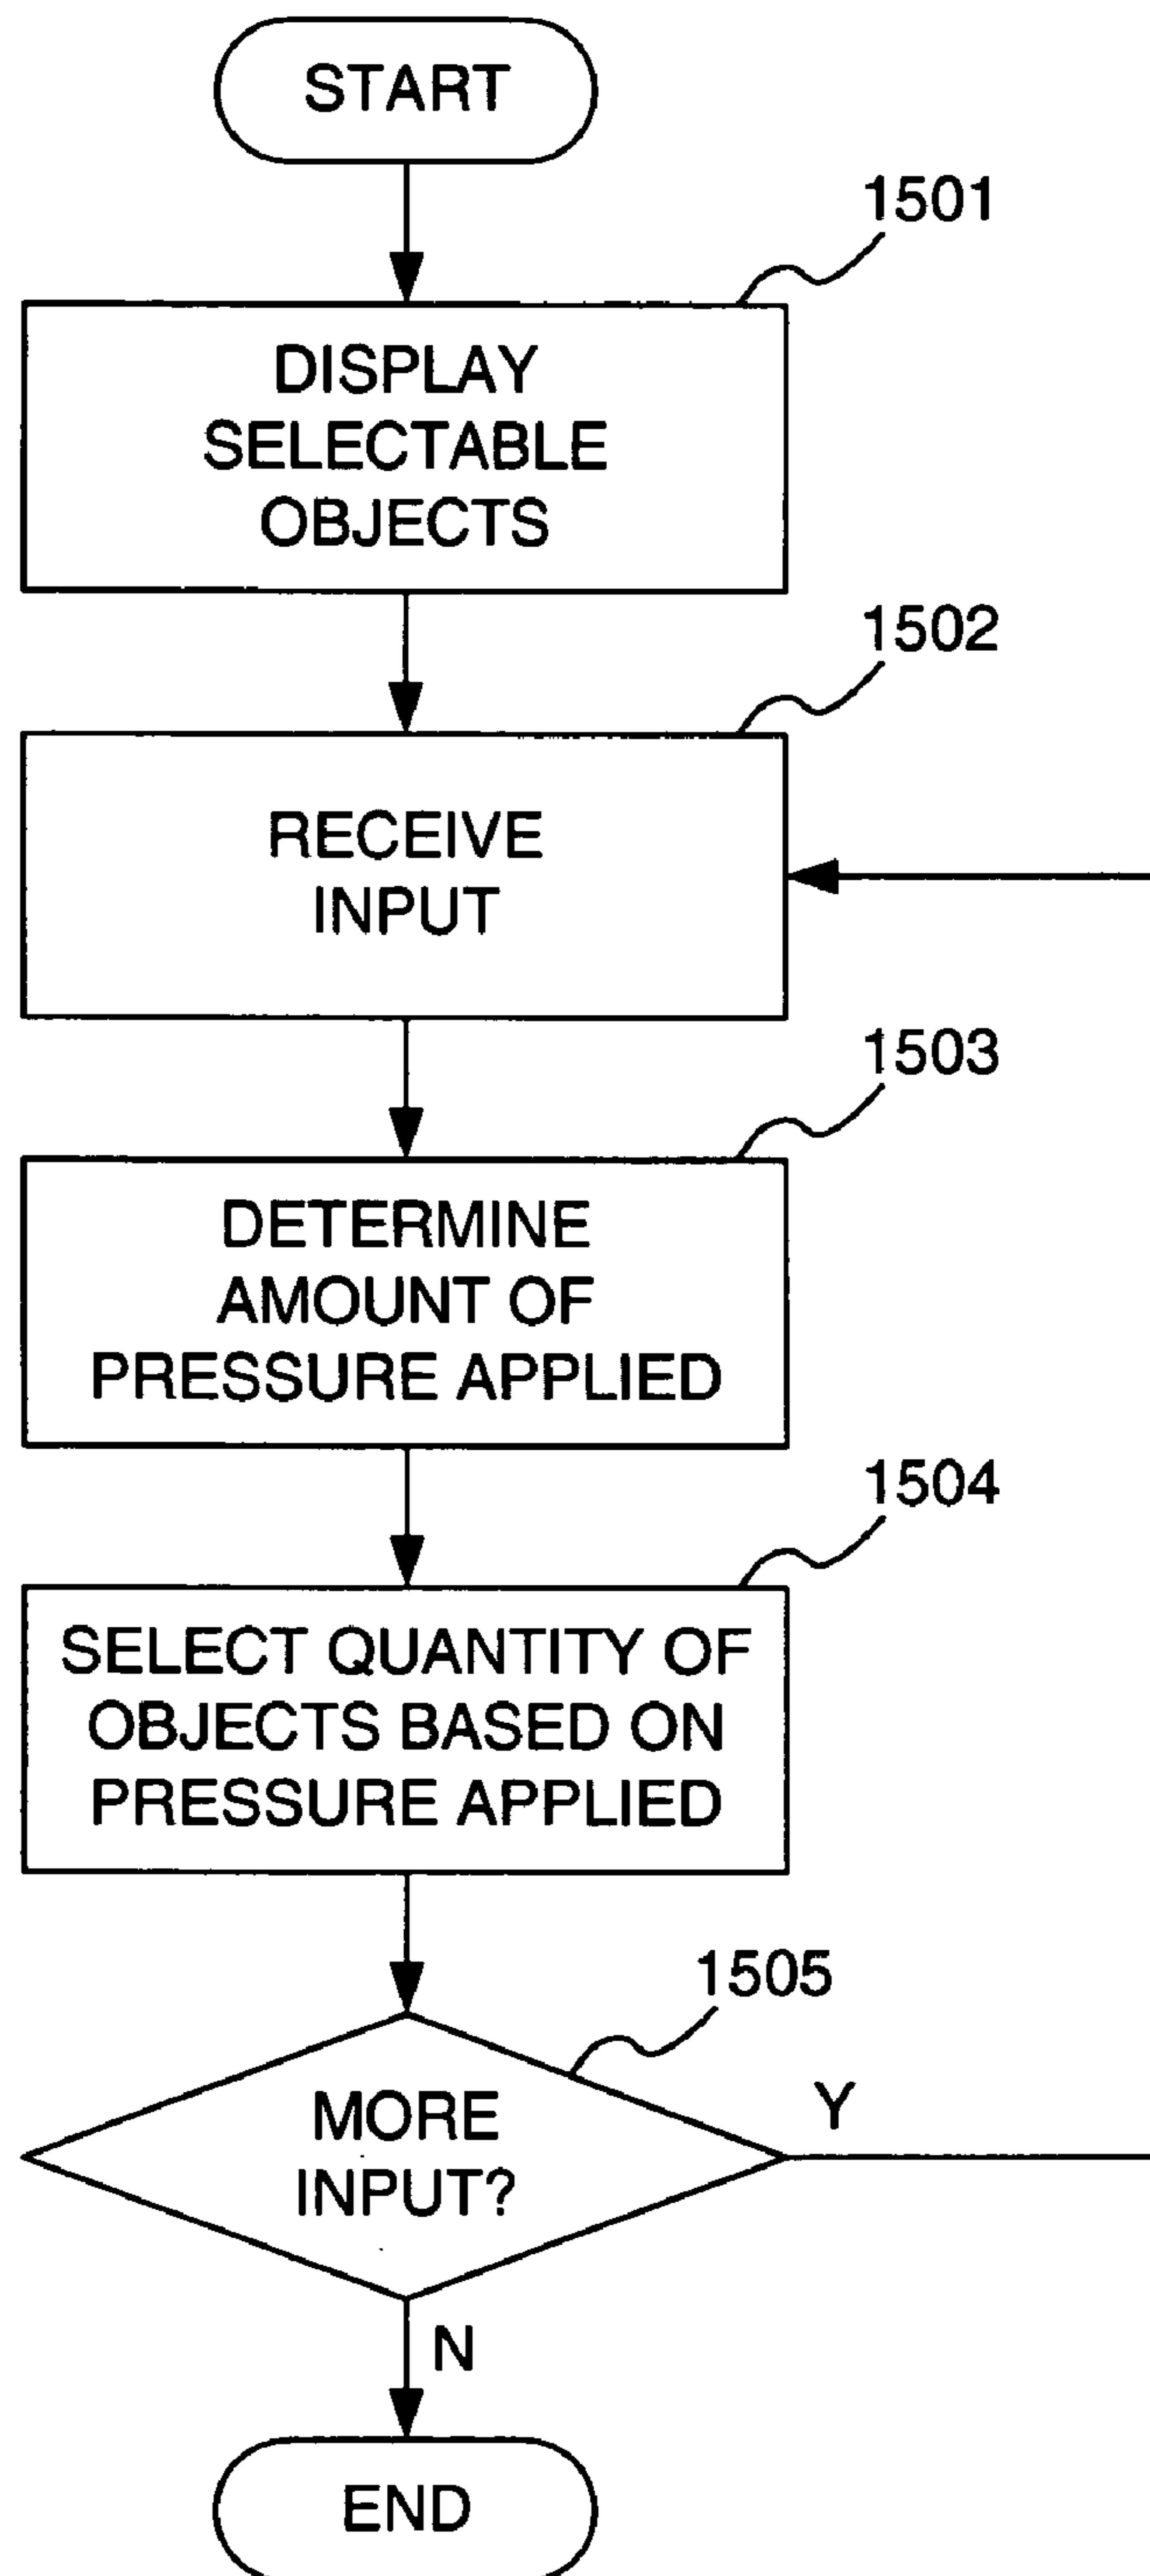 START
1501
DISPLAY
SELECTABLE
OBJECTS
1502
RECEIVE
INPUT
1503
DETERMINE
AMOUNT OF
PRESSURE APPLIED
1504
SELECT QUANTITY OF
OBJECTS BASED ON
PRESSURE APPLIED
1505
MORE
INPUT?
Y
N
END